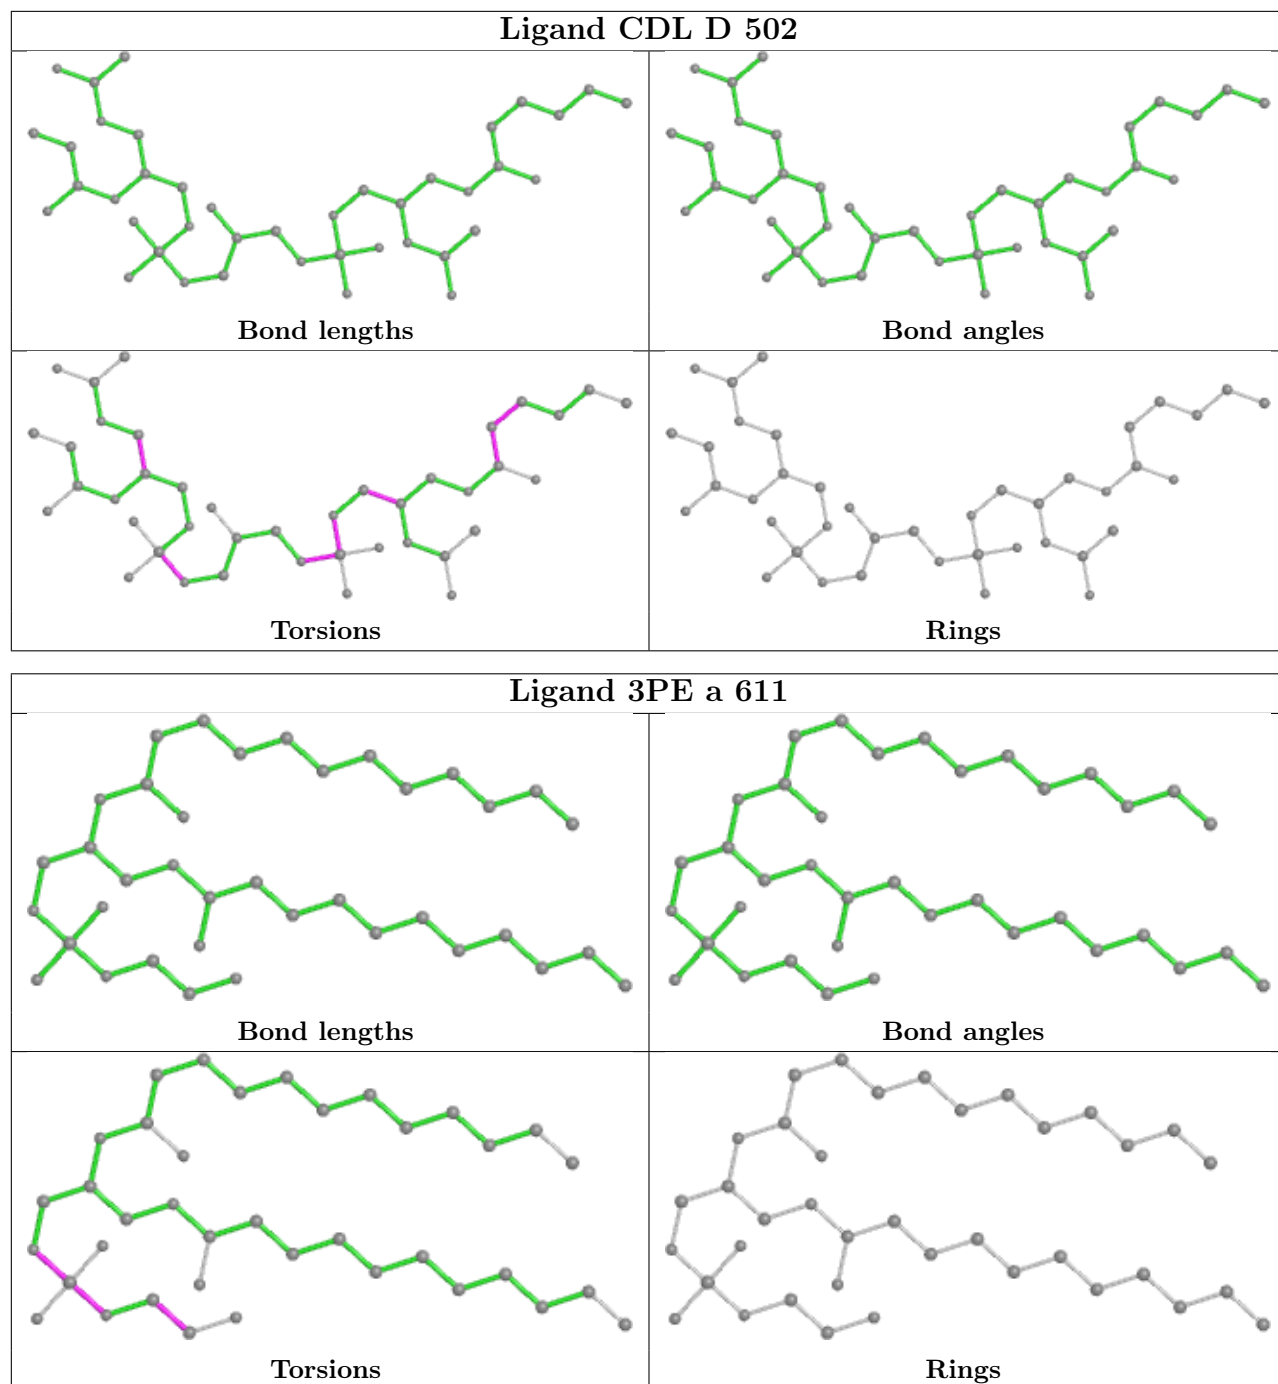 Ligand CDL D 502
Bond lengths
Bond angles
Torsions
Rings
Ligand 3PE a 611
Bond lengths
Bond angles
Torsions
Rings